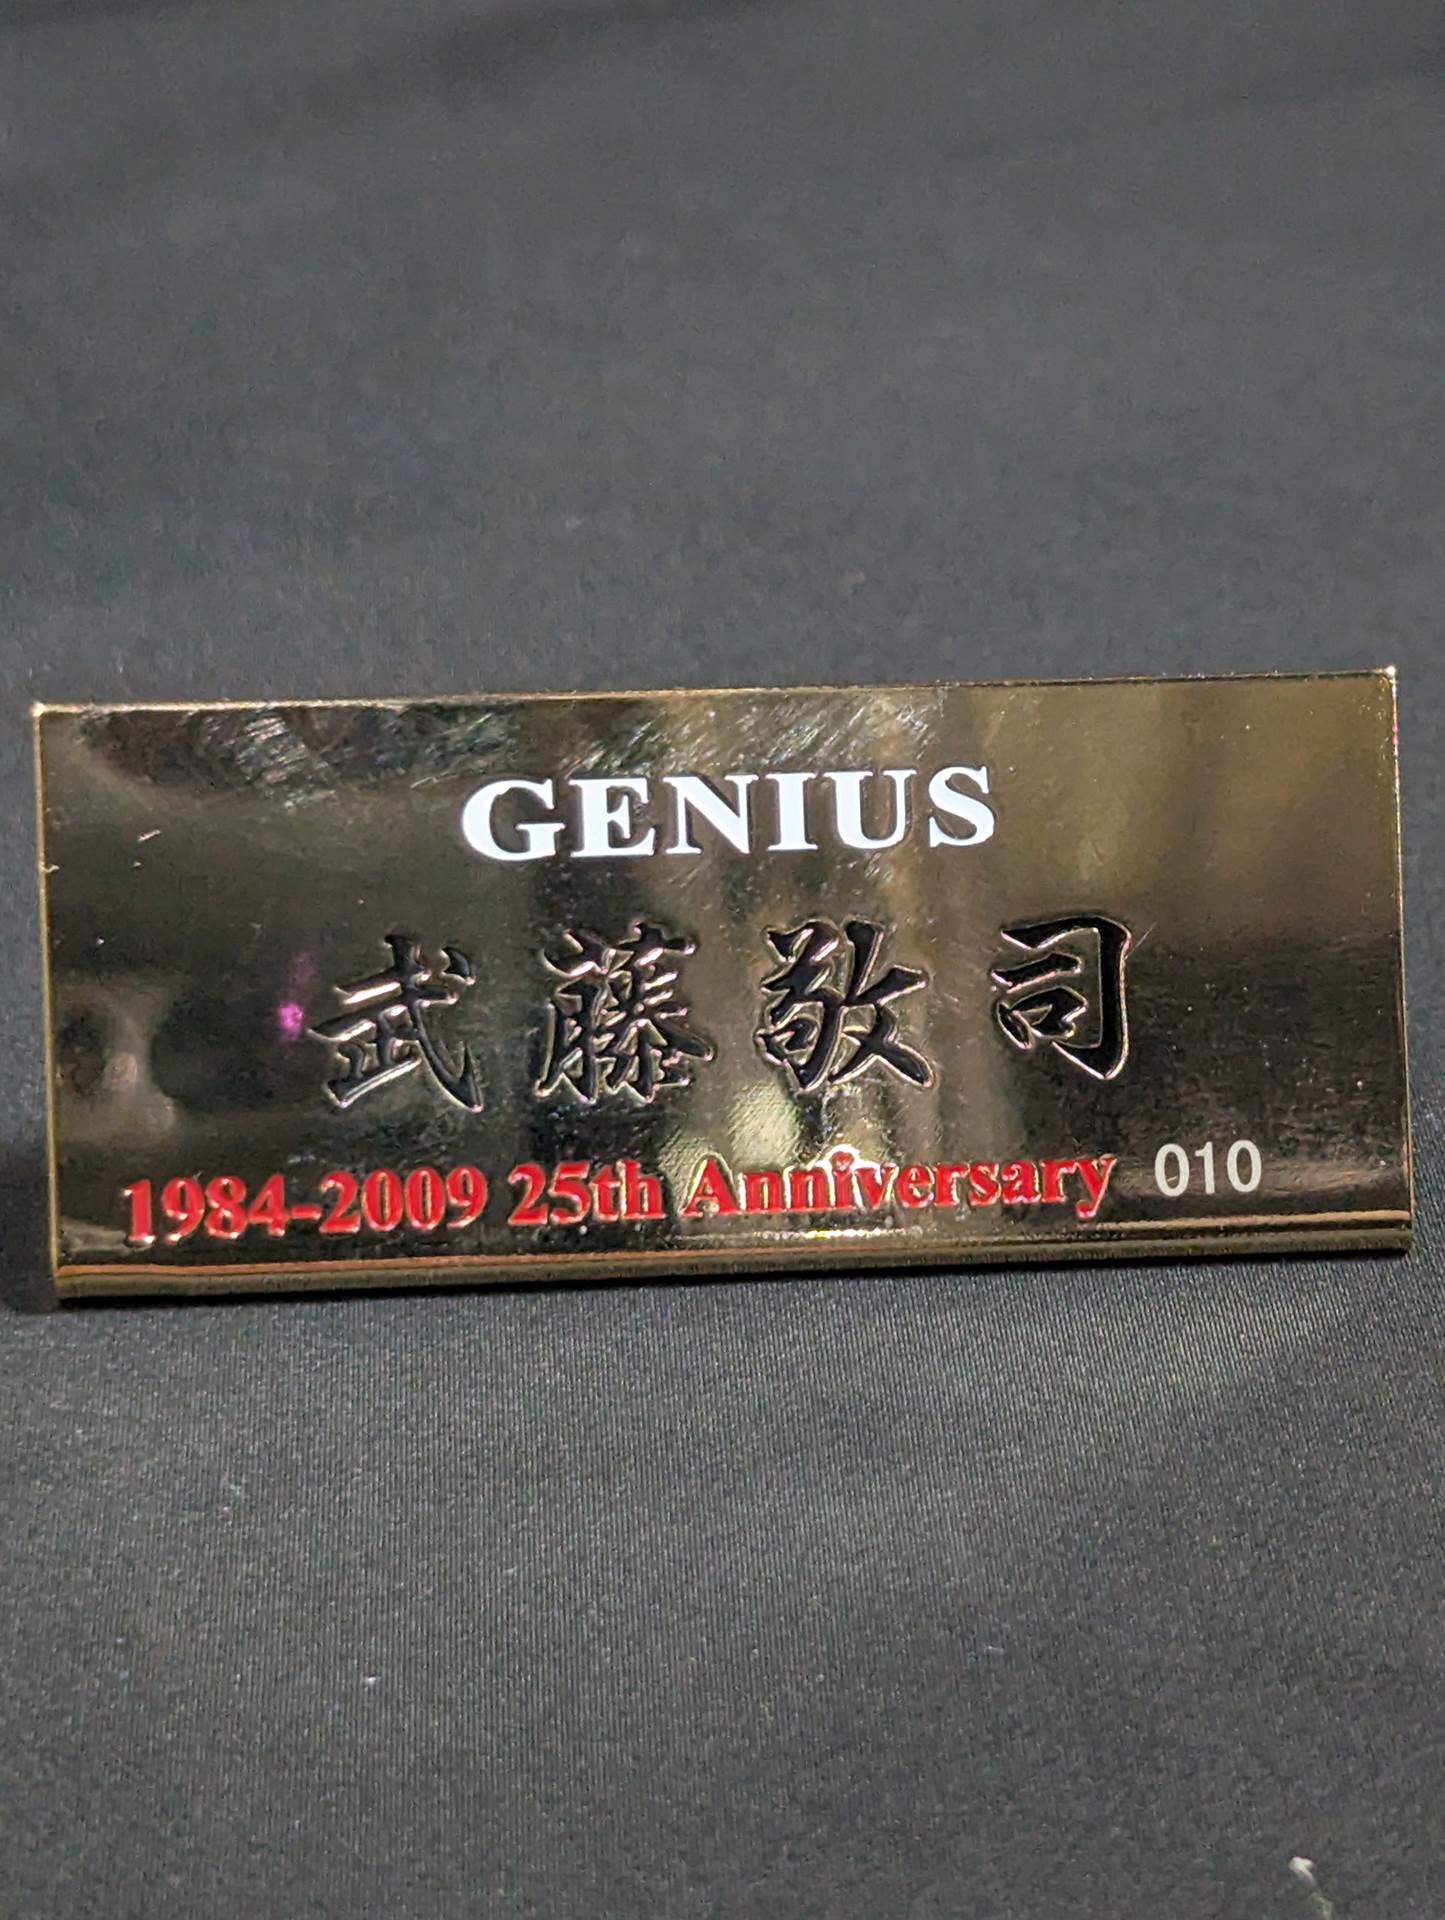 GENIUS
武藤敬司
1984-2009 25th Anniversary 010